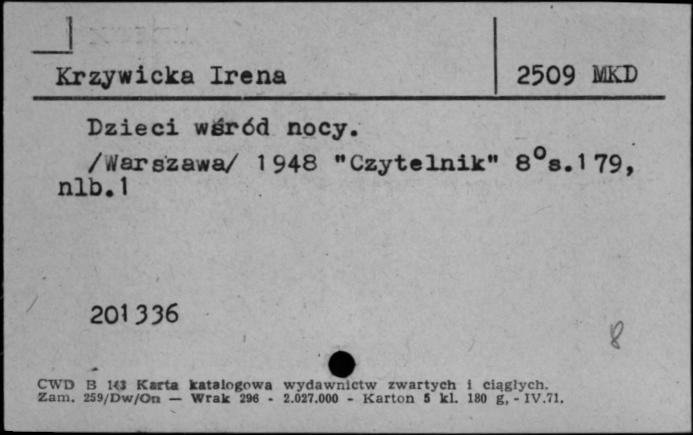 Krzywicka Irena 2509 MKD
Dzieci wśród nocy.
/Warszawa/ 1948 "Czytelnik" 8°s.179,
nlb.1
201336
8
CWD B 143 Karta katalogowa wydawnictw zwartych i ciągłych.
Zam. 259/Dw/On — Wrak 296 - 2.027.000 - Karton 5 kl. 180 g, - IV.71.